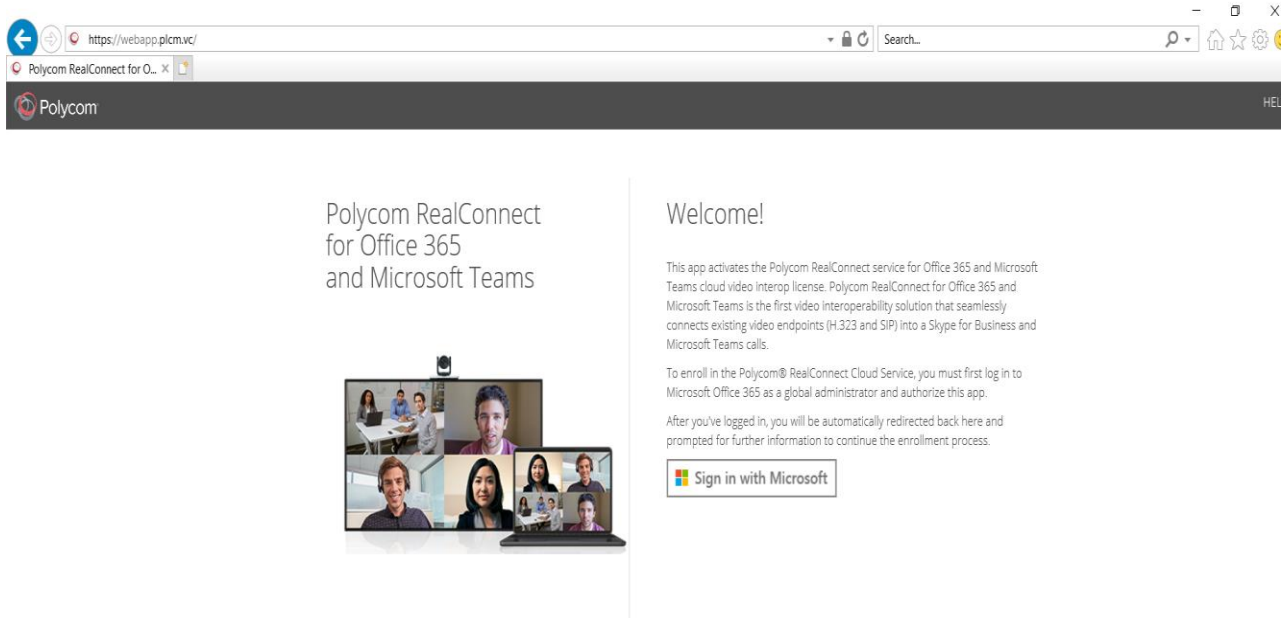 https://webapp.plcm.vc/
Search...
Polycom RealConnect for O...
Polycom
Polycom RealConnect
for Office 365
and Microsoft Teams
Welcome!
This app activates the Polycom RealConnect service for Office 365 and Microsoft
Teams cloud video interop license. Polycom RealConnect for Office 365 and
Microsoft Teams is the first video interoperability solution that seamlessly
connects existing video endpoints (H.323 and SIP) into a Skype for Business and
Microsoft Teams calls.
To enroll in the Polycom® RealConnect Cloud Service, you must first log in to
Microsoft Office 365 as a global administrator and authorize this app.
After you've logged in, you will be automatically redirected back here and
prompted for further information to continue the enrollment process.
Sign in with Microsoft